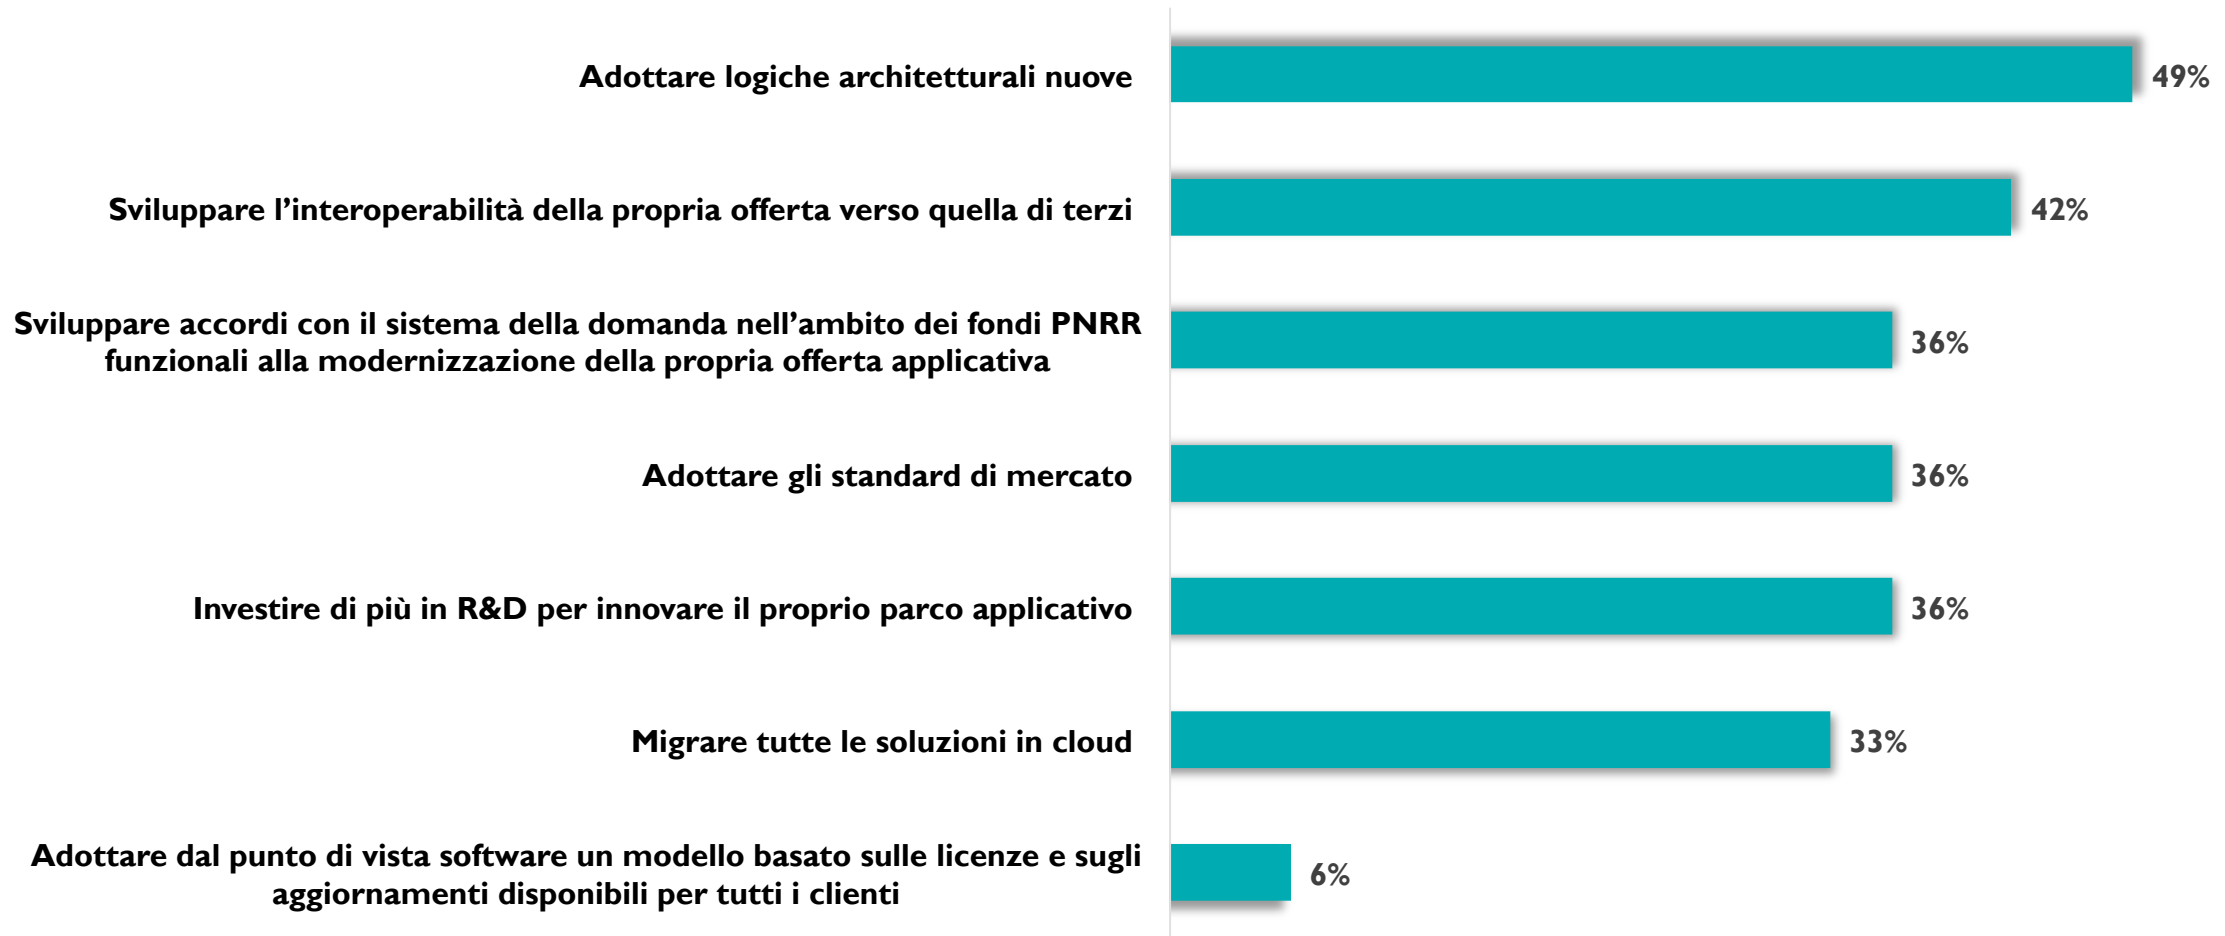 Adottare logiche architetturali nuove 49%
Sviluppare l’interoperabilità della propria offerta verso quella di terzi 42%
Sviluppare accordi con il sistema della domanda nell’ambito dei fondi PNRR
funzionali alla modernizzazione della propria offerta applicativa
36%
Adottare gli standard di mercato 36%
Investire di più in R&D per innovare il proprio parco applicativo 36%
Migrare tutte le soluzioni in cloud 33%
Adottare dal punto di vista software un modello basato sulle licenze e sugli
aggiornamenti disponibili per tutti i clienti
6%